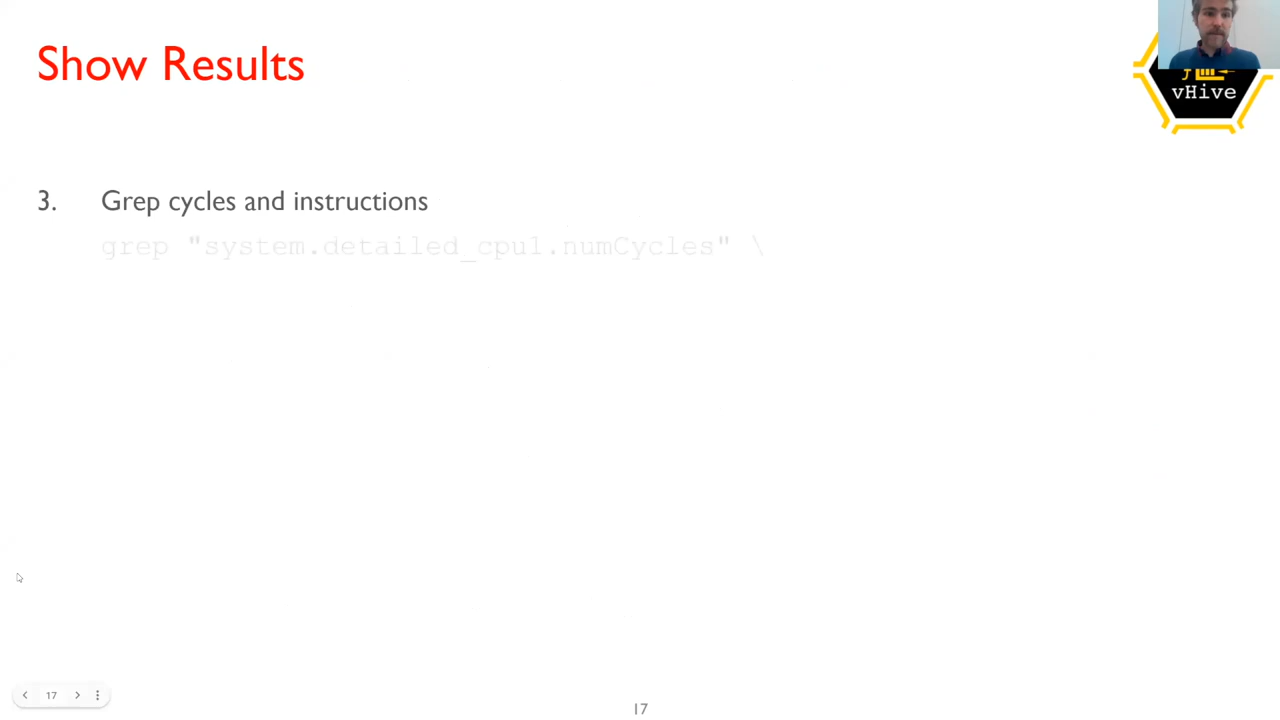 Show Results
vHive
3. Grep cycles and instructions
grep "system.detailed_cpu1.numCycles" \
17
17